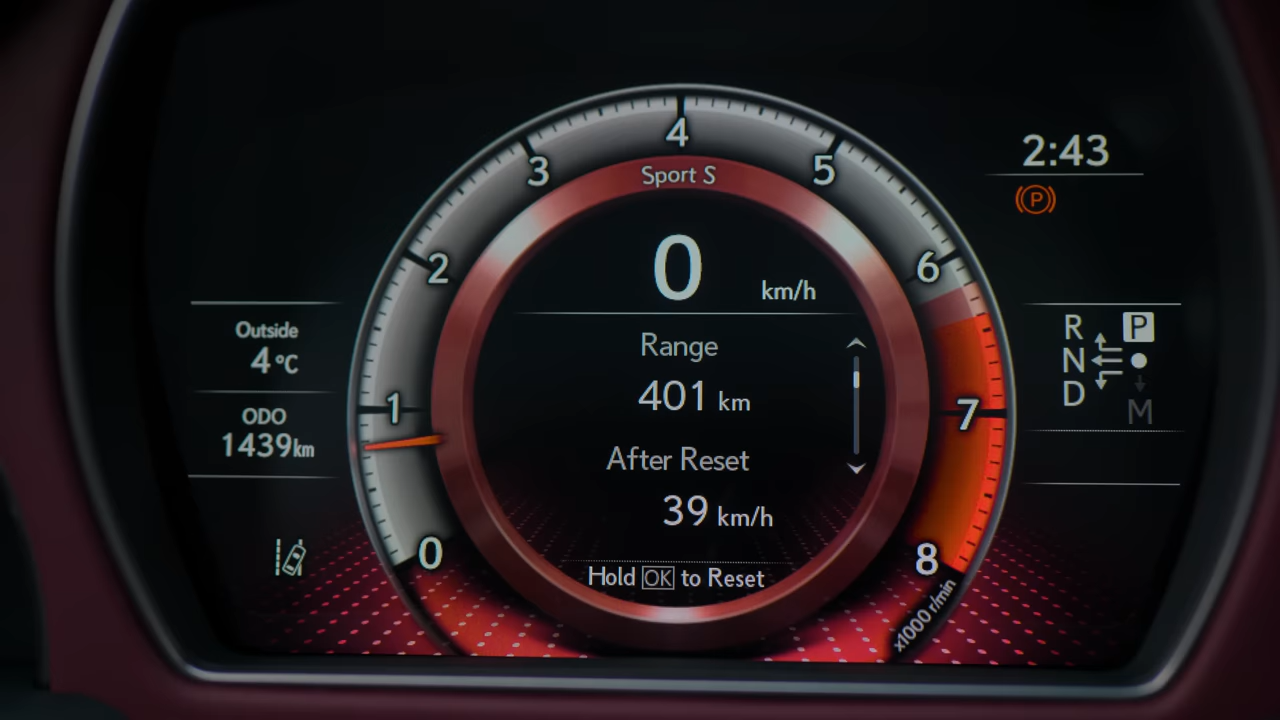 4
3
5
2:43
Sport S
P
2
6
0 km/h
Outside
4°C
Range
R P
N
401 km
D
ODO
1
7
M
1439km
After Reset
39 km/h
0
8
Hold OK to Reset
x1000 r/min